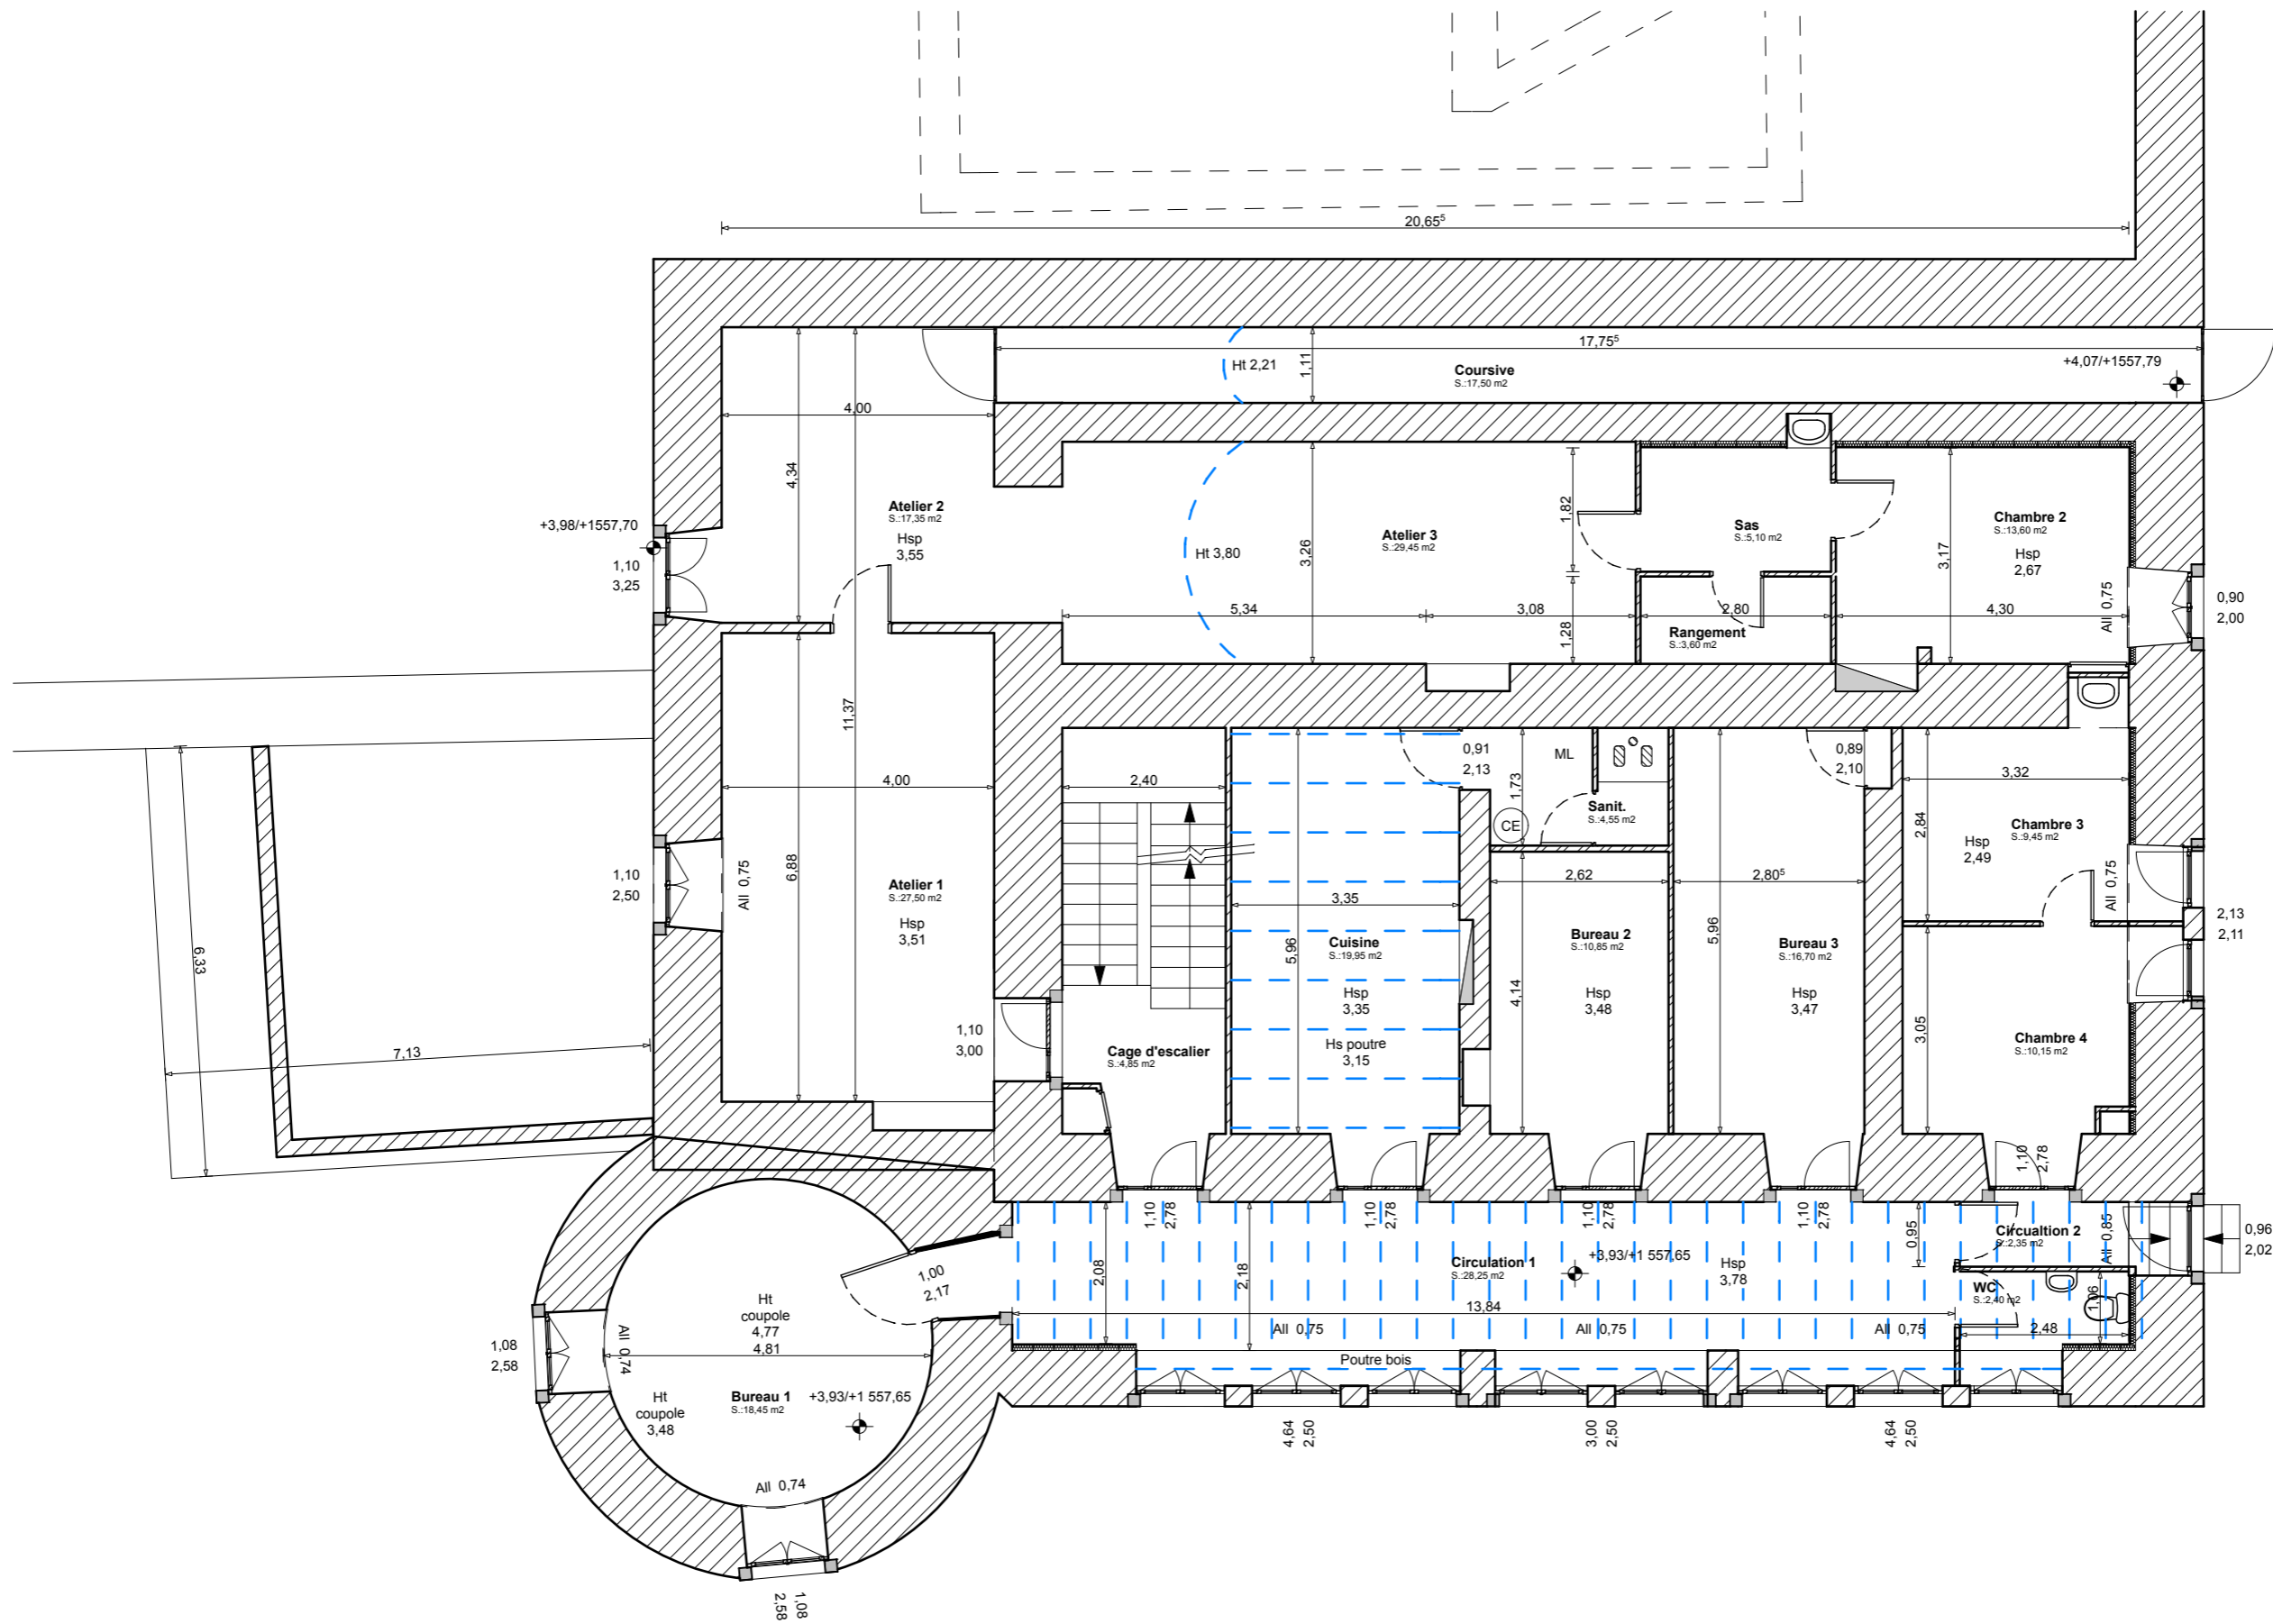 20,65⁵
17,75⁵
Ht 2,21
1,11
Coursive
S.:17,50 m2
+4,07/+1557,79
4,00
4,34
11,37
Atelier 2
S.:17,35 m2
Hsp
3,55
+3,98/+1557,70
1,10
3,25
Ht 3,80
3,26
Atelier 3
S.:29,45 m2
1,82
Sas
S.:5,10 m2
Chambre 2
S.:13,60 m2
Hsp
2,67
3,17
All 0,75
0,90
2,00
5,34
3,08
2,80
4,30
1,28
Rangement
S.:3,60 m2
6,33
7,13
1,10
2,50
All 0,75
4,00
6,88
Atelier 1
S.:27,50 m2
Hsp
3,51
1,10
3,00
2,40
Cage d'escalier
S.:4,85 m2
3,35
5,96
Cuisine
S.:19,95 m2
Hsp
3,35
Hs poutre
3,15
0,91
2,13
1,73
ML
CE
Sanit.
S.:4,55 m2
2,62
4,14
Bureau 2
S.:10,85 m2
Hsp
3,48
0,89
2,10
2,80⁵
5,96
Bureau 3
S.:16,70 m2
Hsp
3,47
3,32
2,84
Chambre 3
S.:9,45 m2
Hsp
2,49
All 0,75
2,13
2,11
3,05
Chambre 4
S.:10,15 m2
1,10
2,78
1,10
2,78
1,10
2,78
1,10
2,78
1,10
2,78
2,08
2,18
Circulation 1
S.:28,25 m2
+3,93/+1 557,65
Hsp
3,78
0,95
Circualtion 2
S.:2,35 m2
All 0,85
0,96
2,02
WC
S.:2,40 m2
1,06
2,48
13,84
All 0,75
All 0,75
All 0,75
Poutre bois
1,00
2,17
Ht
coupole
4,77
4,81
1,08
2,58
All 0,74
Ht
coupole
3,48
Bureau 1
S.:18,45 m2
+3,93/+1 557,65
All 0,74
1,08
2,58
4,64
2,50
3,00
2,50
4,64
2,50